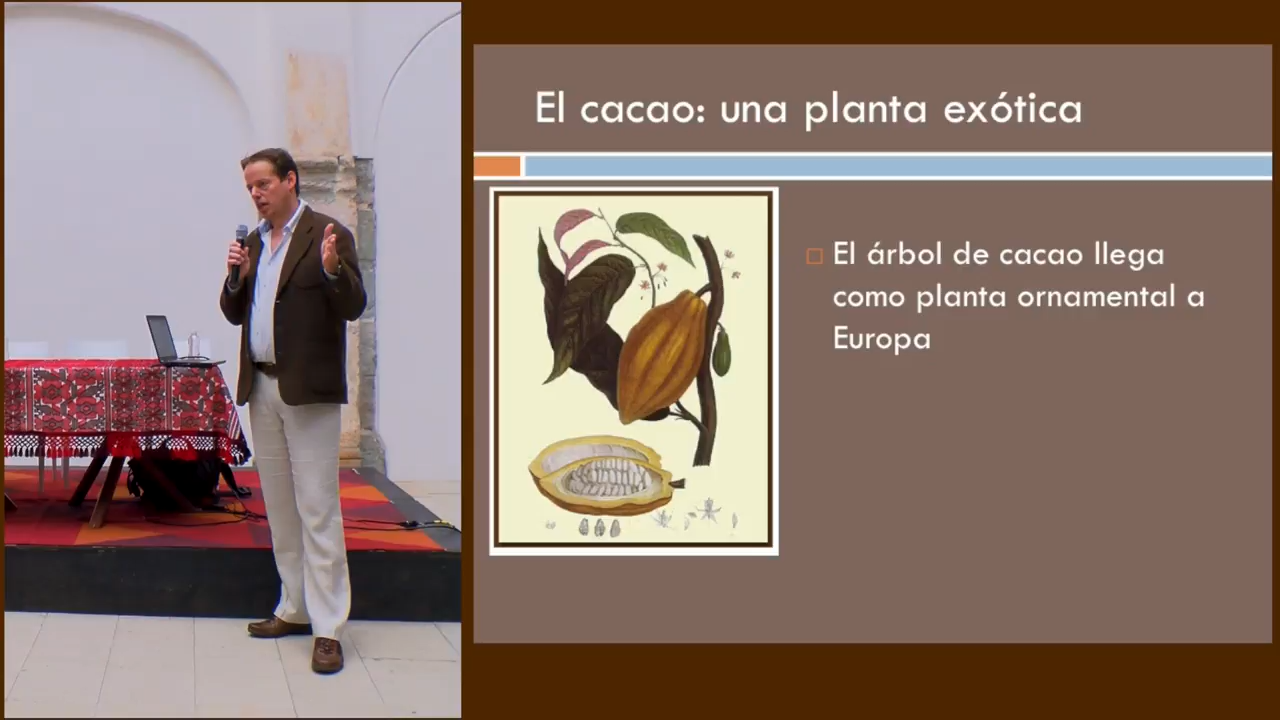 El cacao: una planta exótica
El árbol de cacao llega
como planta ornamental a
Europa